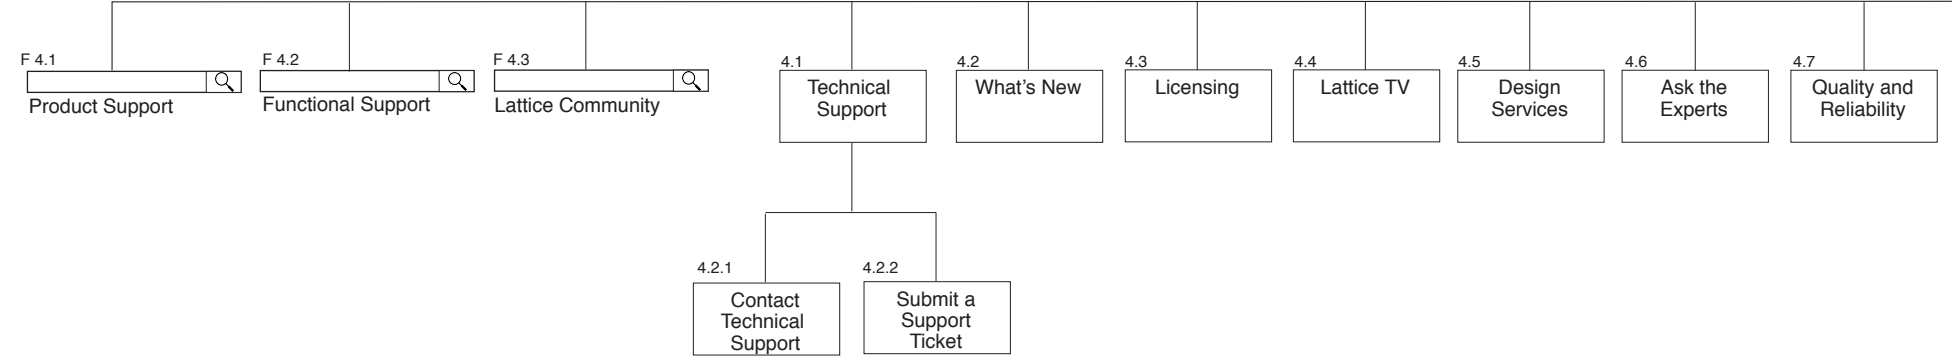 F 4.1
Product Support
F 4.2
Functional Support
F 4.3
Lattice Community
4.1
Technical
Support
4.2
What's New
4.3
Licensing
4.4
Lattice TV
4.5
Design
Services
4.6
Ask the
Experts
4.7
Quality and
Reliability
4.2.1
Contact
Technical
Support
4.2.2
Submit a
Support
Ticket